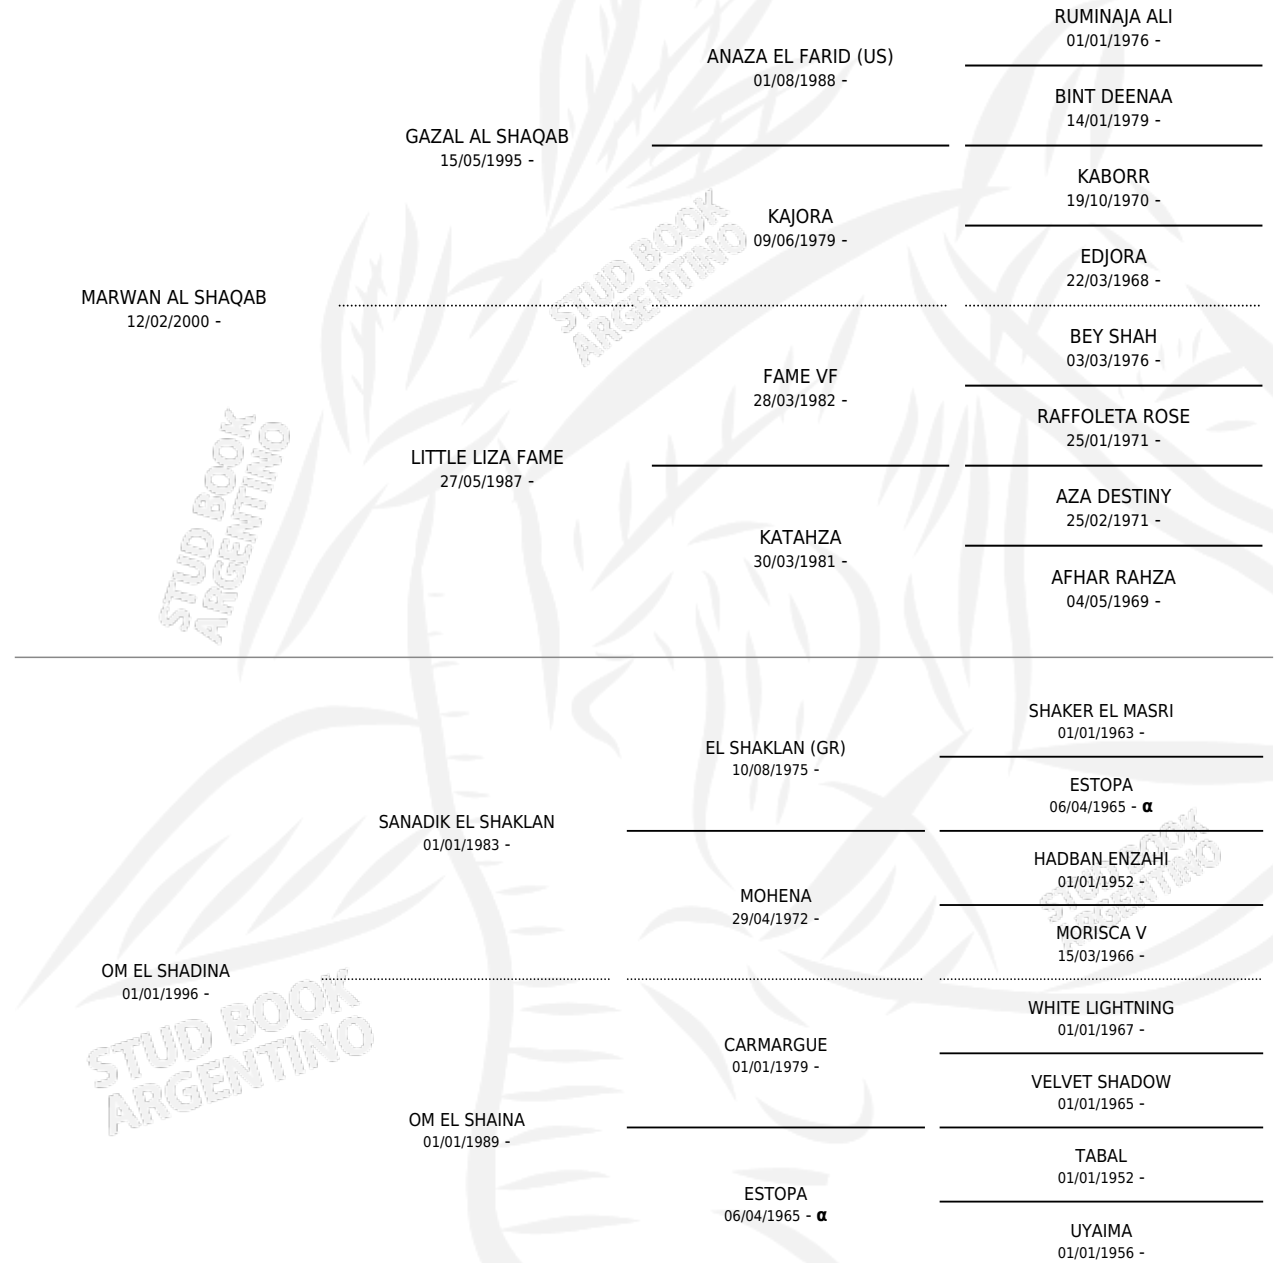 RUMINAJA ALI
01/01/1976 -
ANAZA EL FARID (US)
01/08/1988 -
BINT DEENAA
14/01/1979 -
GAZAL AL SHAQAB
15/05/1995 -
KABORR
19/10/1970 -
KAJORA
09/06/1979 -
EDJORA
22/03/1968 -
MARWAN AL SHAQAB
12/02/2000 -
BEY SHAH
03/03/1976 -
FAME VF
28/03/1982 -
RAFFOLETA ROSE
25/01/1971 -
LITTLE LIZA FAME
27/05/1987 -
AZA DESTINY
25/02/1971 -
KATAHZA
30/03/1981 -
AFHAR RAHZA
04/05/1969 -
SHAKER EL MASRI
01/01/1963 -
EL SHAKLAN (GR)
10/08/1975 -
ESTOPA
06/04/1965 - α
SANADIK EL SHAKLAN
01/01/1983 -
HADBAN ENZAHI
01/01/1952 -
MOHENA
29/04/1972 -
MORISCA V
15/03/1966 -
OM EL SHADINA
01/01/1996 -
WHITE LIGHTNING
01/01/1967 -
CARMARGUE
01/01/1979 -
VELVET SHADOW
01/01/1965 -
OM EL SHAINA
01/01/1989 -
TABAL
01/01/1952 -
ESTOPA
06/04/1965 - α
UYAIMA
01/01/1956 -
STUD BOOK
ARGENTINO
STUD BOOK
ARGENTINO
STUD BOOK
ARGENTINO
STUD BOOK
ARGENTINO